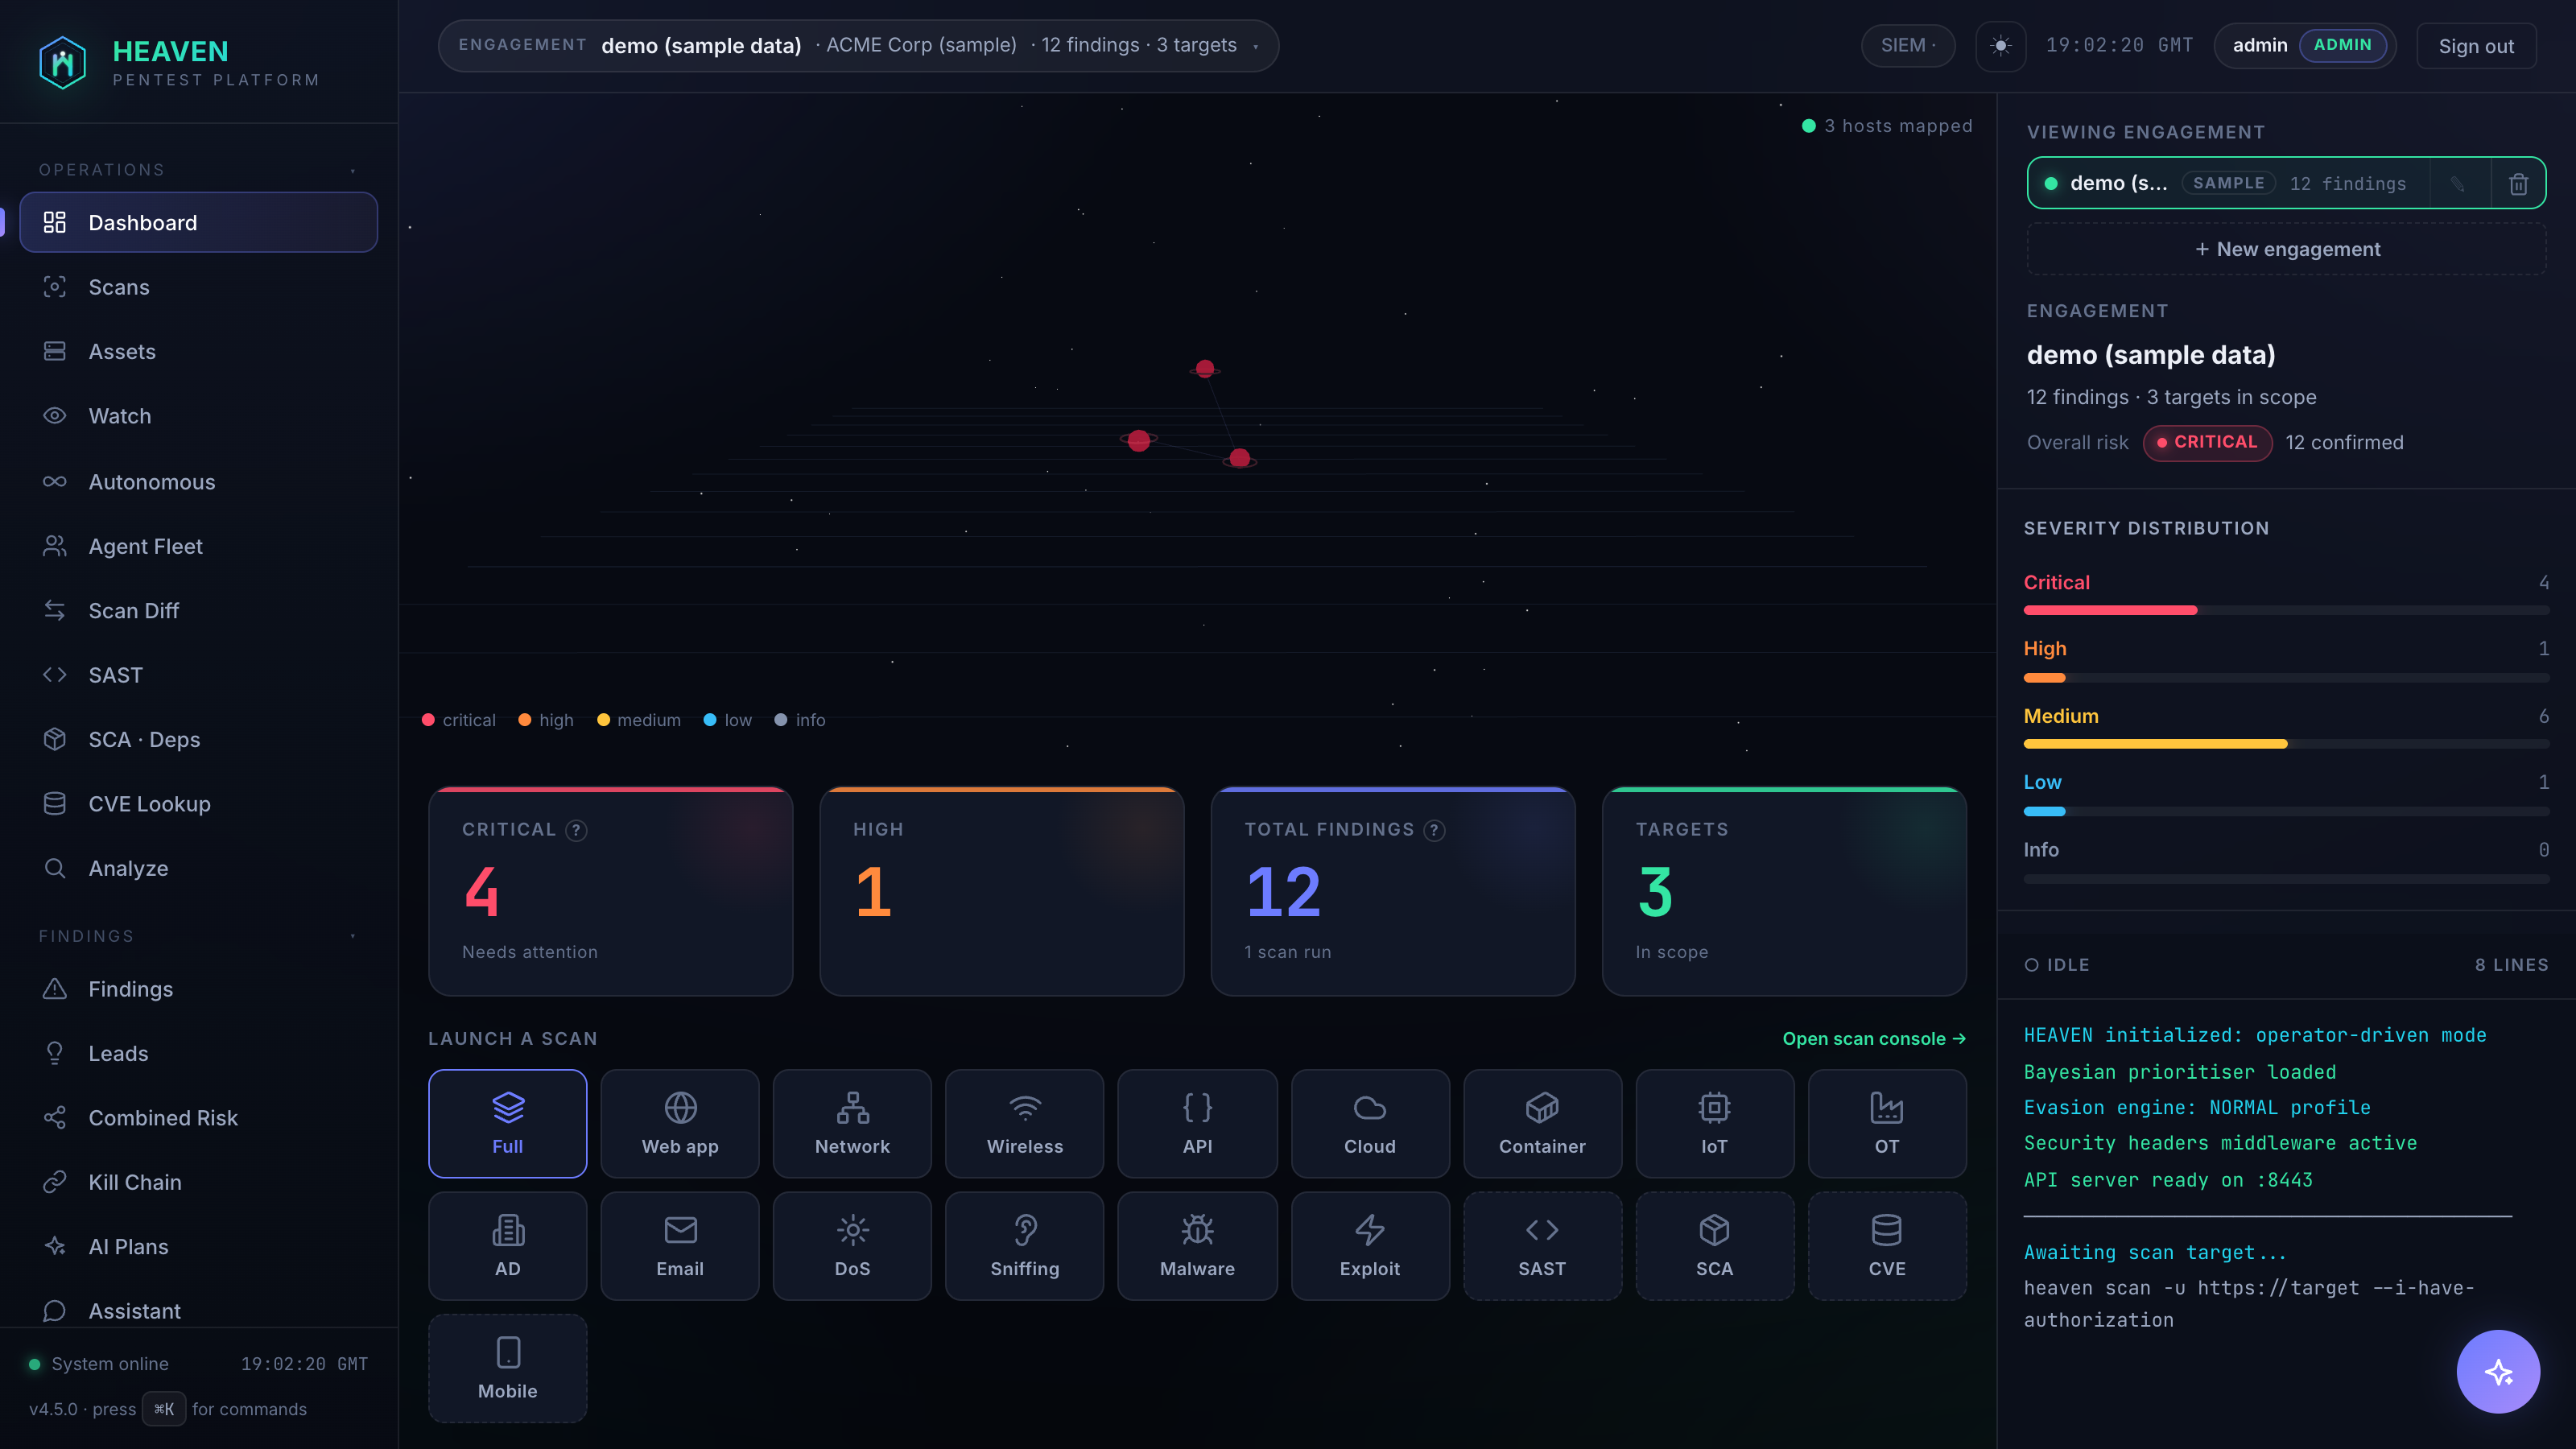 HEAVEN
PENTEST PLATFORM
OPERATIONS
Dashboard
Scans
Assets
Watch
Autonomous
Agent Fleet
Scan Diff
SAST
SCA · Deps
CVE Lookup
Analyze
FINDINGS
Findings
Leads
Combined Risk
Kill Chain
AI Plans
Assistant
System online 19:02:20 GMT
v4.5.0 · press ⌘K for commands
ENGAGEMENT demo (sample data) · ACME Corp (sample) · 12 findings · 3 targets
SIEM · 19:02:20 GMT admin ADMIN Sign out
3 hosts mapped
critical high medium low info
CRITICAL ?
4
Needs attention
HIGH
1
TOTAL FINDINGS ?
12
1 scan run
TARGETS
3
In scope
LAUNCH A SCAN Open scan console →
Full Web app Network Wireless API Cloud Container IoT OT
AD Email DoS Sniffing Malware Exploit SAST SCA CVE
Mobile
VIEWING ENGAGEMENT
demo (s... SAMPLE 12 findings
+ New engagement
ENGAGEMENT
demo (sample data)
12 findings · 3 targets in scope
Overall risk CRITICAL 12 confirmed
SEVERITY DISTRIBUTION
Critical 4
High 1
Medium 6
Low 1
Info 0
IDLE 8 LINES
HEAVEN initialized: operator-driven mode
Bayesian prioritiser loaded
Evasion engine: NORMAL profile
Security headers middleware active
API server ready on :8443
Awaiting scan target...
heaven scan -u https://target --i-have-
authorization